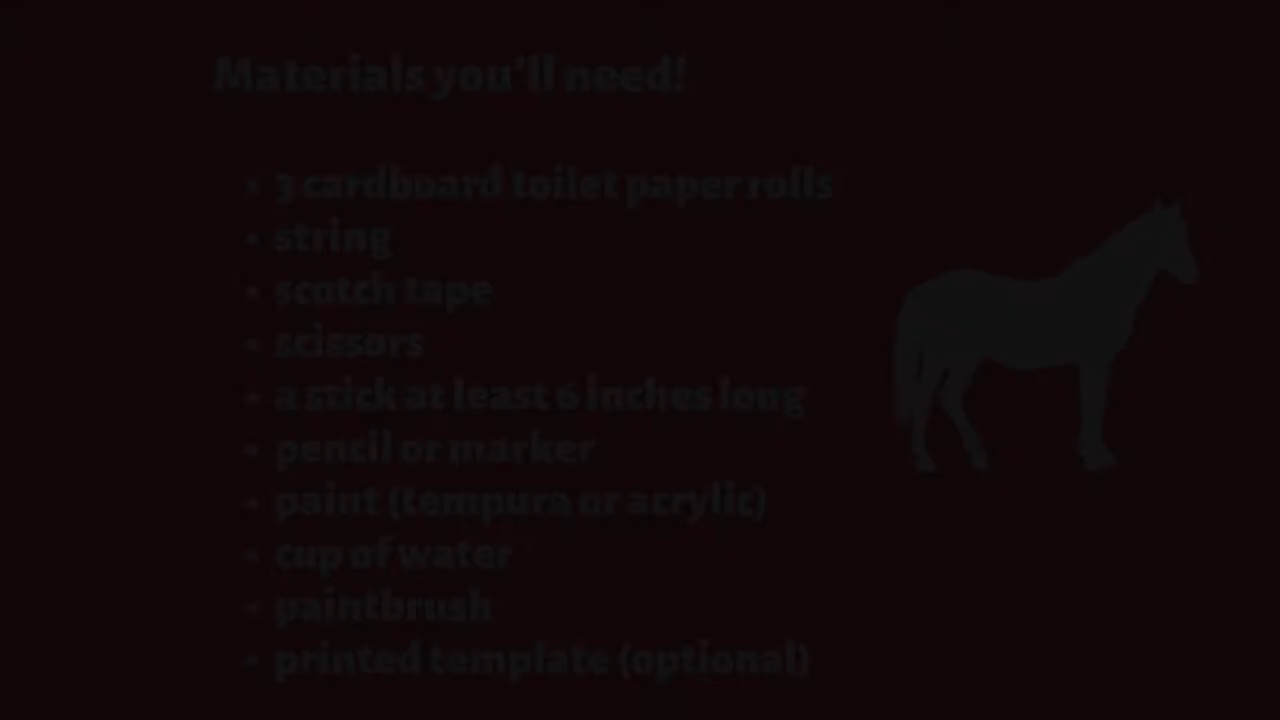 Materials you'll need!
• 3 cardboard toilet paper rolls
• string
• scotch tape
• scissors
• a stick at least 6 inches long
• pencil or marker
• paint (tempura or acrylic)
• cup of water
• paintbrush
• printed template (optional)